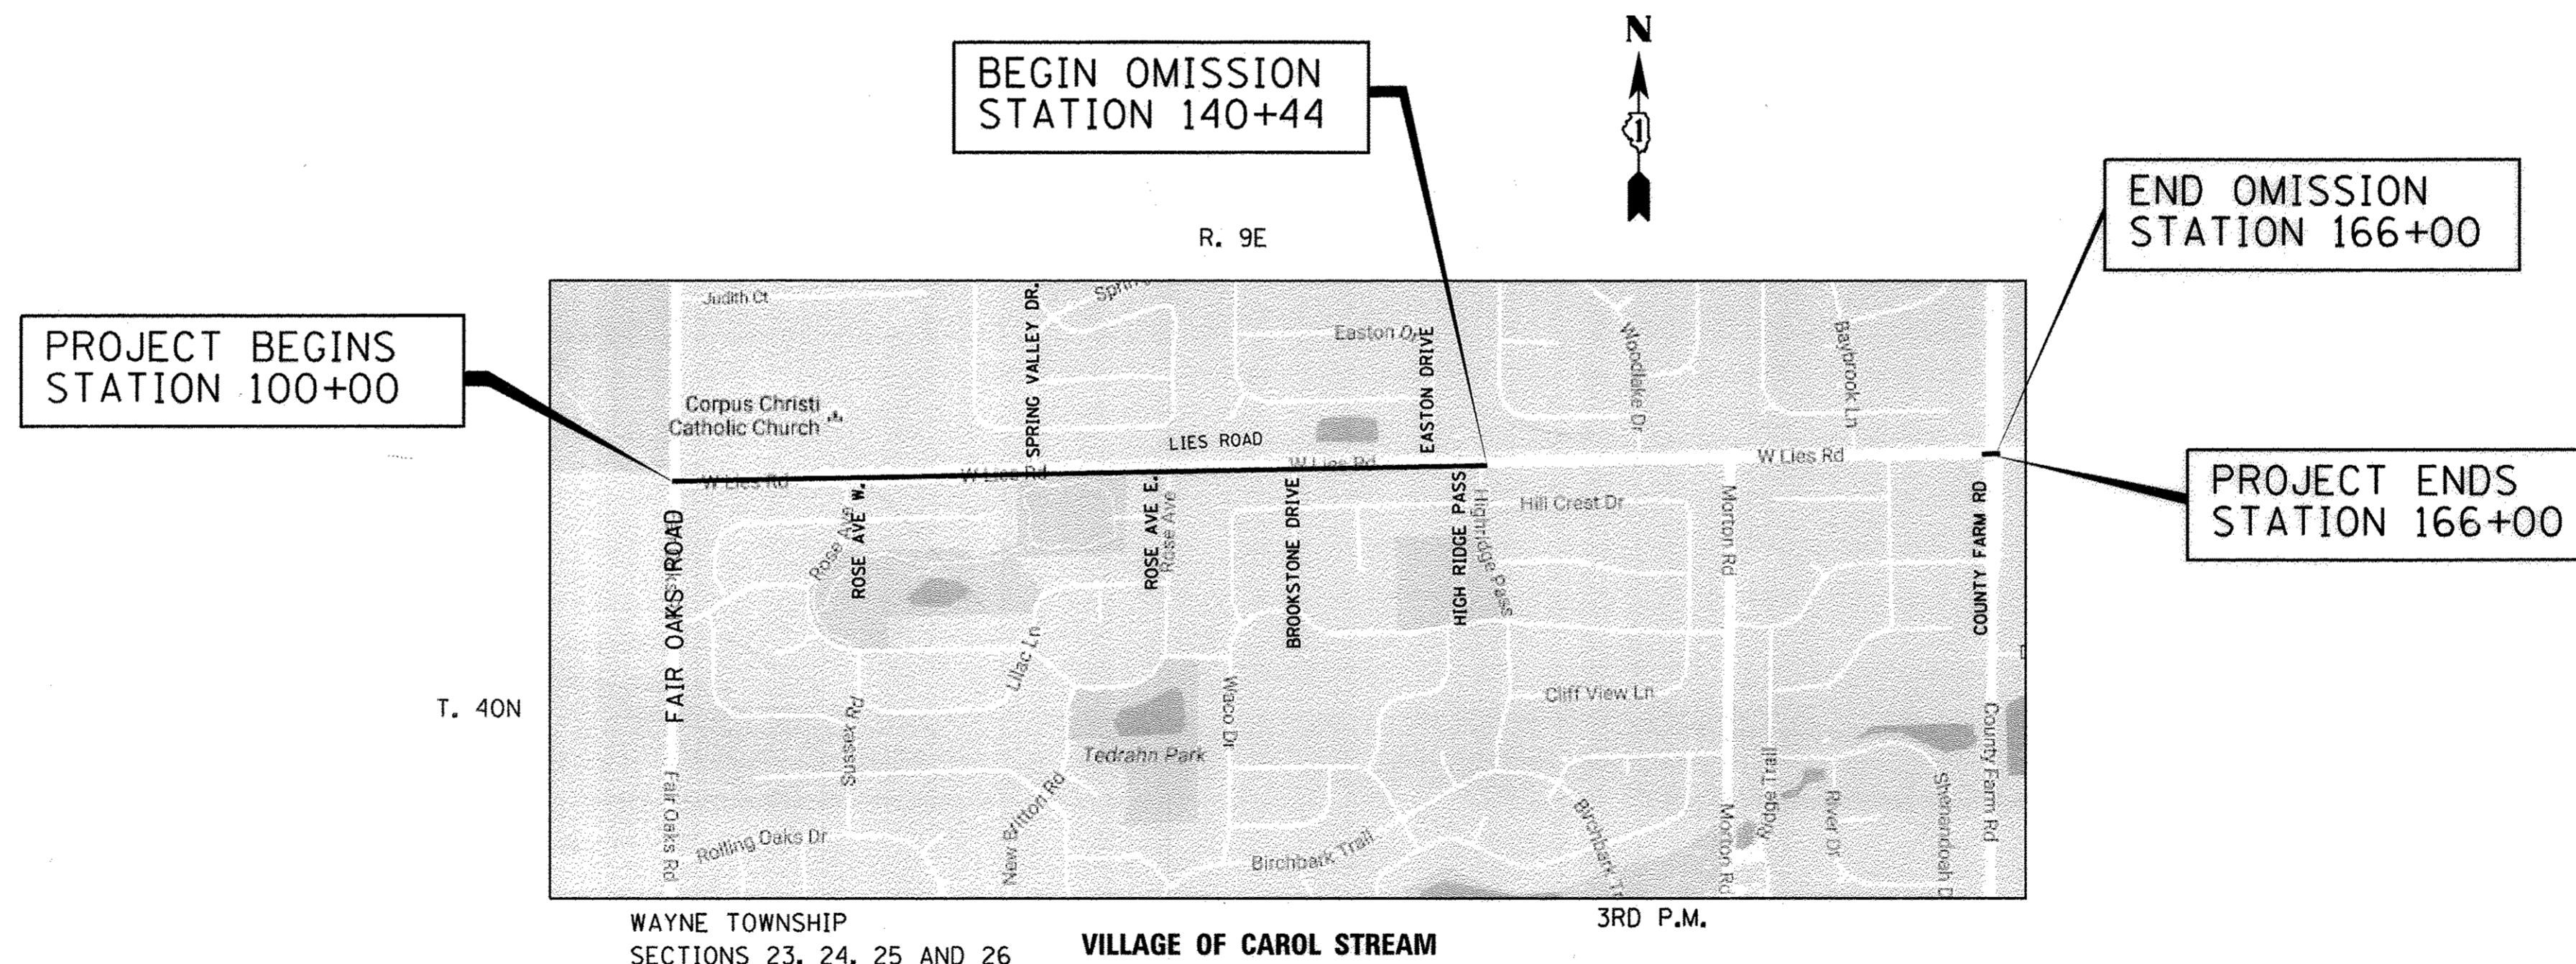 N
BEGIN OMISSION
STATION 140+44
1
END OMISSION
STATION 166+00
R. 9E
PROJECT BEGINS
STATION 100+00
PROJECT ENDS
STATION 166+00
Judith Ct
SPRING VALLEY DR.
Easton Dr
EASTON DRIVE
Woodlake Dr
Baybrook Ln
Corpus Christi
Catholic Church
LIES ROAD
W Lies Rd
W Lies Rd
W Lies Rd
W Lies Rd
FAIR OAKS ROAD
Rose Ave
ROSE AVE W.
ROSE AVE E.
Rose Ave
BROOKSTONE DRIVE
HIGH RIDGE PASS
Highridge Pass
Hill Crest Dr
Morton Rd
COUNTY FARM RD
T. 40N
Lilac Ln
Sussex Rd
Waco Dr
Cliff View Ln
Tedrahn Park
County Farm Rd
Fair Oaks Rd
Rolling Oaks Dr
New Britton Rd
Birchbark Trail
Birchbark Tr
Morton Rd
Ridge Trail
River Dr
Shenandoah D
WAYNE TOWNSHIP
SECTIONS 23, 24, 25 AND 26
VILLAGE OF CAROL STREAM
3RD P.M.